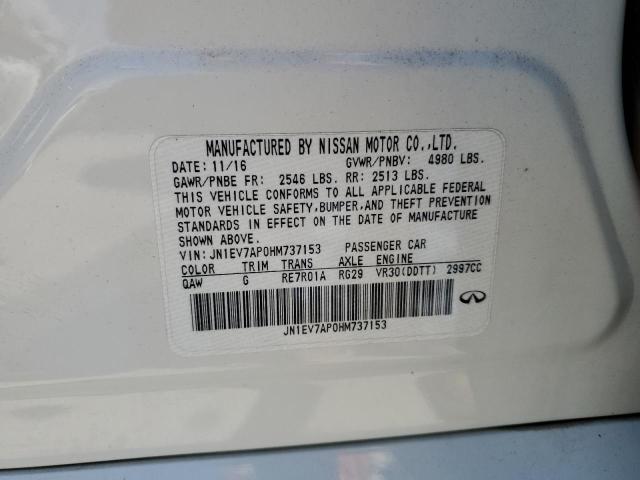 MANUFACTURED BY NISSAN MOTOR CO.,LTD.
DATE: 11/16 GVWR/PNBV: 4980 LBS.
GAWR/PNBE FR: 2546 LBS. RR: 2513 LBS.
THIS VEHICLE CONFORMS TO ALL APPLICABLE FEDERAL
MOTOR VEHICLE SAFETY,BUMPER,AND THEFT PREVENTION
STANDARDS IN EFFECT ON THE DATE OF MANUFACTURE
SHOWN ABOVE.
VIN: JN1EV7AP0HM737153 PASSENGER CAR
COLOR TRIM TRANS AXLE ENGINE
QAW G RE7R01A RG29 VR30(DDTT) 2997CC
JN1EV7AP0HM737153